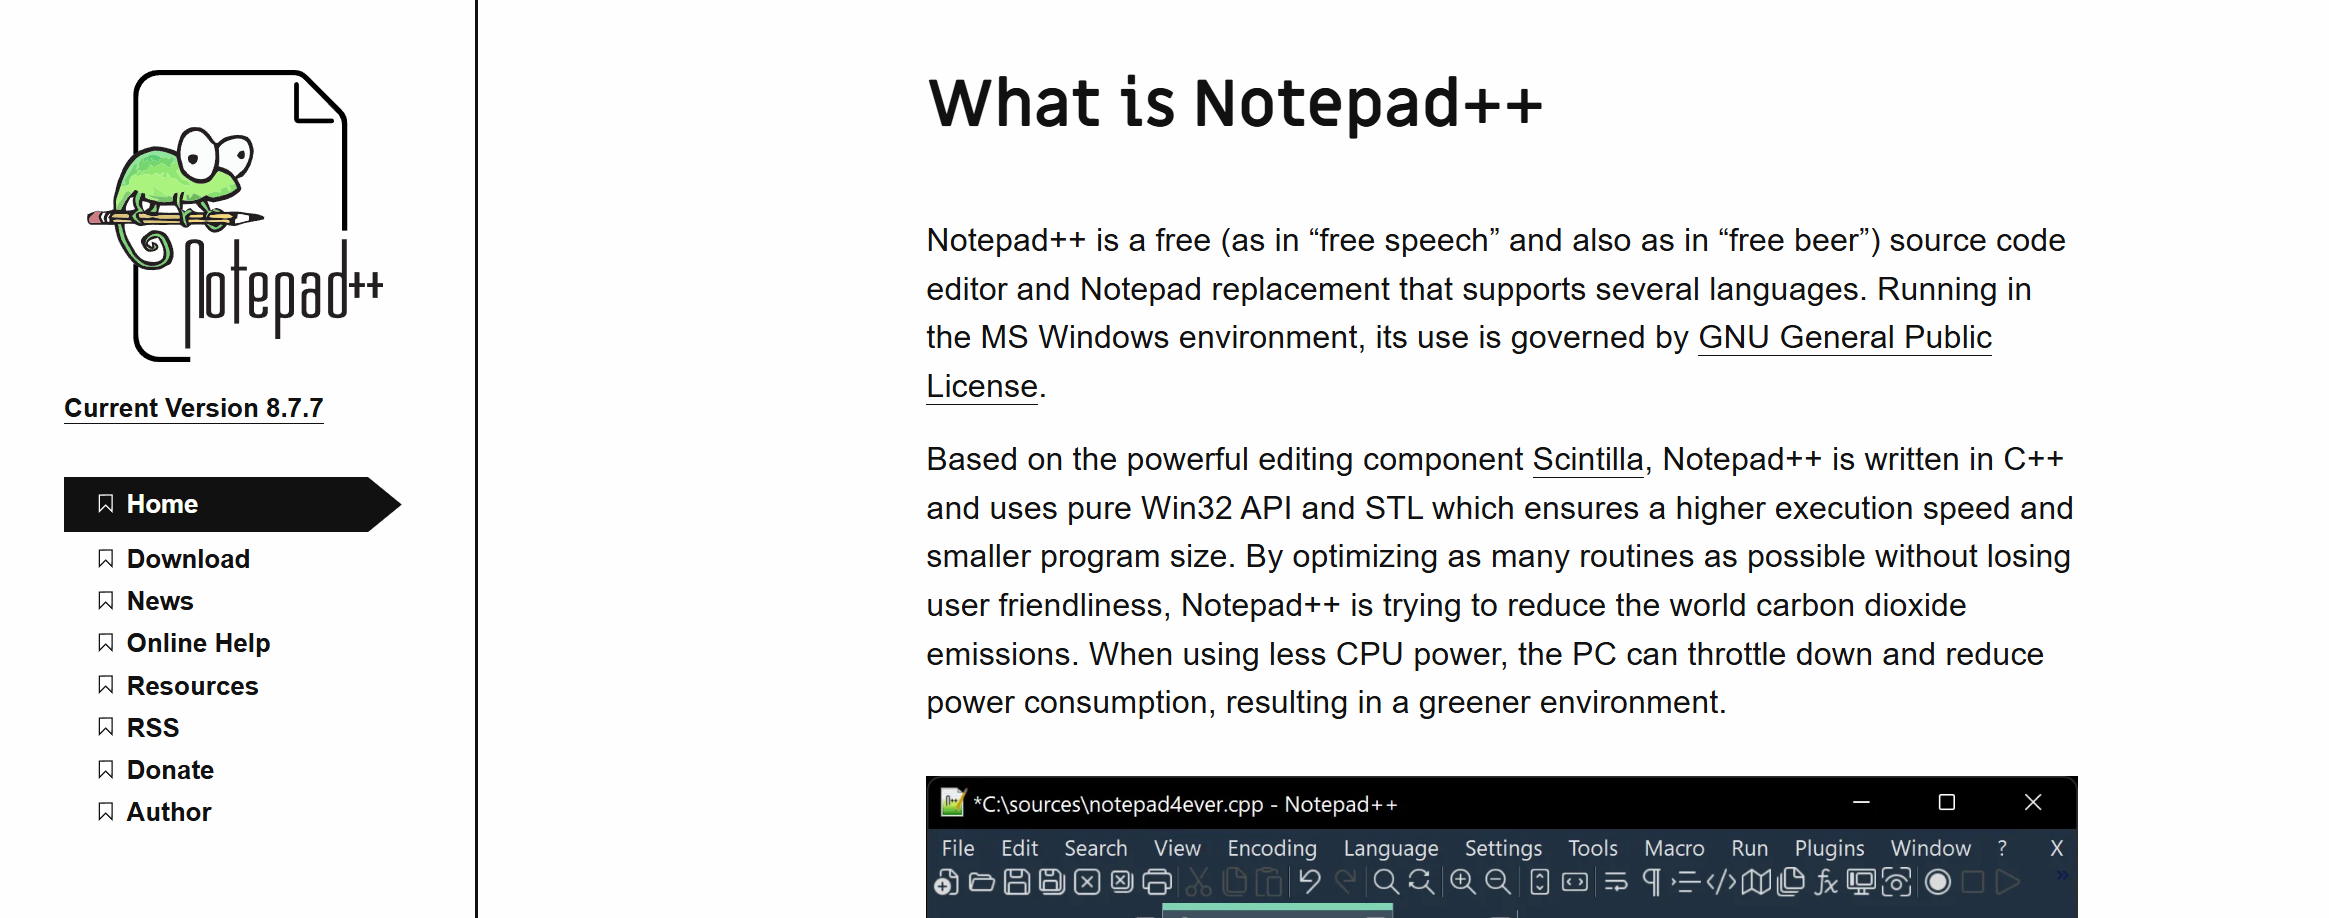 Notepad++
Current Version 8.7.7
Home
Download
News
Online Help
Resources
RSS
Donate
Author
What is Notepad++
Notepad++ is a free (as in “free speech” and also as in “free beer”) source code
editor and Notepad replacement that supports several languages. Running in
the MS Windows environment, its use is governed by GNU General Public
License.
Based on the powerful editing component Scintilla, Notepad++ is written in C++
and uses pure Win32 API and STL which ensures a higher execution speed and
smaller program size. By optimizing as many routines as possible without losing
user friendliness, Notepad++ is trying to reduce the world carbon dioxide
emissions. When using less CPU power, the PC can throttle down and reduce
power consumption, resulting in a greener environment.
*C:\sources\notepad4ever.cpp - Notepad++
File Edit Search View Encoding Language Settings Tools Macro Run Plugins Window ? X